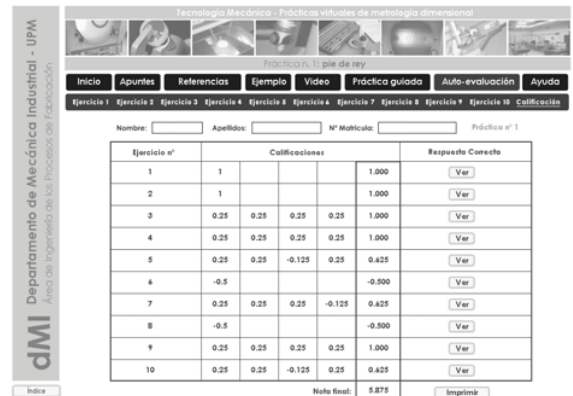 Tecnología Mecánica - Prácticas virtuales de metrología dimensional
Práctica n. 1: pie de rey
Inicio Apuntes Referencias Ejemplo Video Práctica guiada Auto-evaluación Ayuda
Ejercicio 1 Ejercicio 2 Ejercicio 3 Ejercicio 4 Ejercicio 5 Ejercicio 6 Ejercicio 7 Ejercicio 8 Ejercicio 9 Ejercicio 10 Calificación
Nombre: Apellidos: Nº Matrícula: Práctica nº 1
Ejercicio nº Calificaciones Respuesta Correcta
1 1 1.000 Ver
2 1 1.000 Ver
3 0.25 0.25 0.25 0.25 1.000 Ver
4 0.25 0.25 0.25 0.25 1.000 Ver
5 0.25 0.25 -0.125 0.25 0.625 Ver
6 -0.5 -0.500 Ver
7 0.25 0.25 0.25 -0.125 0.625 Ver
8 -0.5 -0.500 Ver
9 0.25 0.25 0.25 0.25 1.000 Ver
10 0.25 0.25 -0.125 0.25 0.625 Ver
Nota final: 5.875 Imprimir
dMI
Departamento de Mecánica Industrial - UPM
Área de Ingeniería de los Procesos de Fabricación
Índice